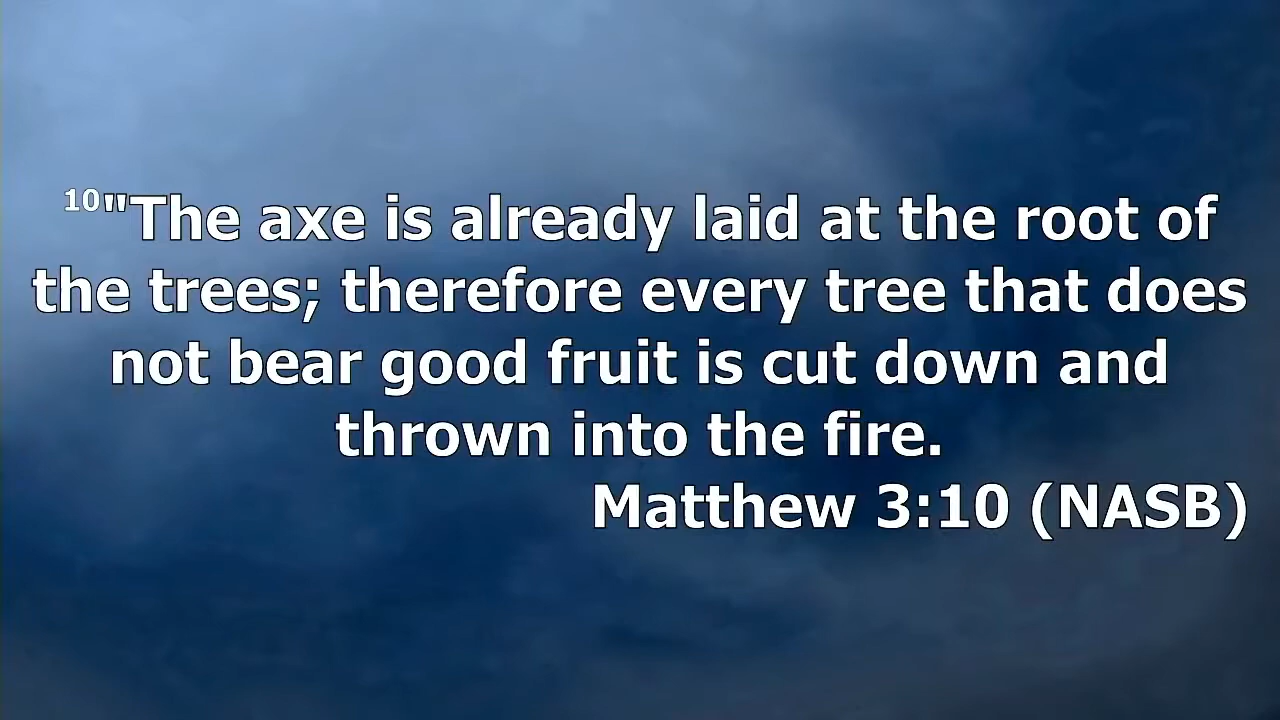 10"The axe is already laid at the root of
the trees; therefore every tree that does
not bear good fruit is cut down and
thrown into the fire.
Matthew 3:10 (NASB)